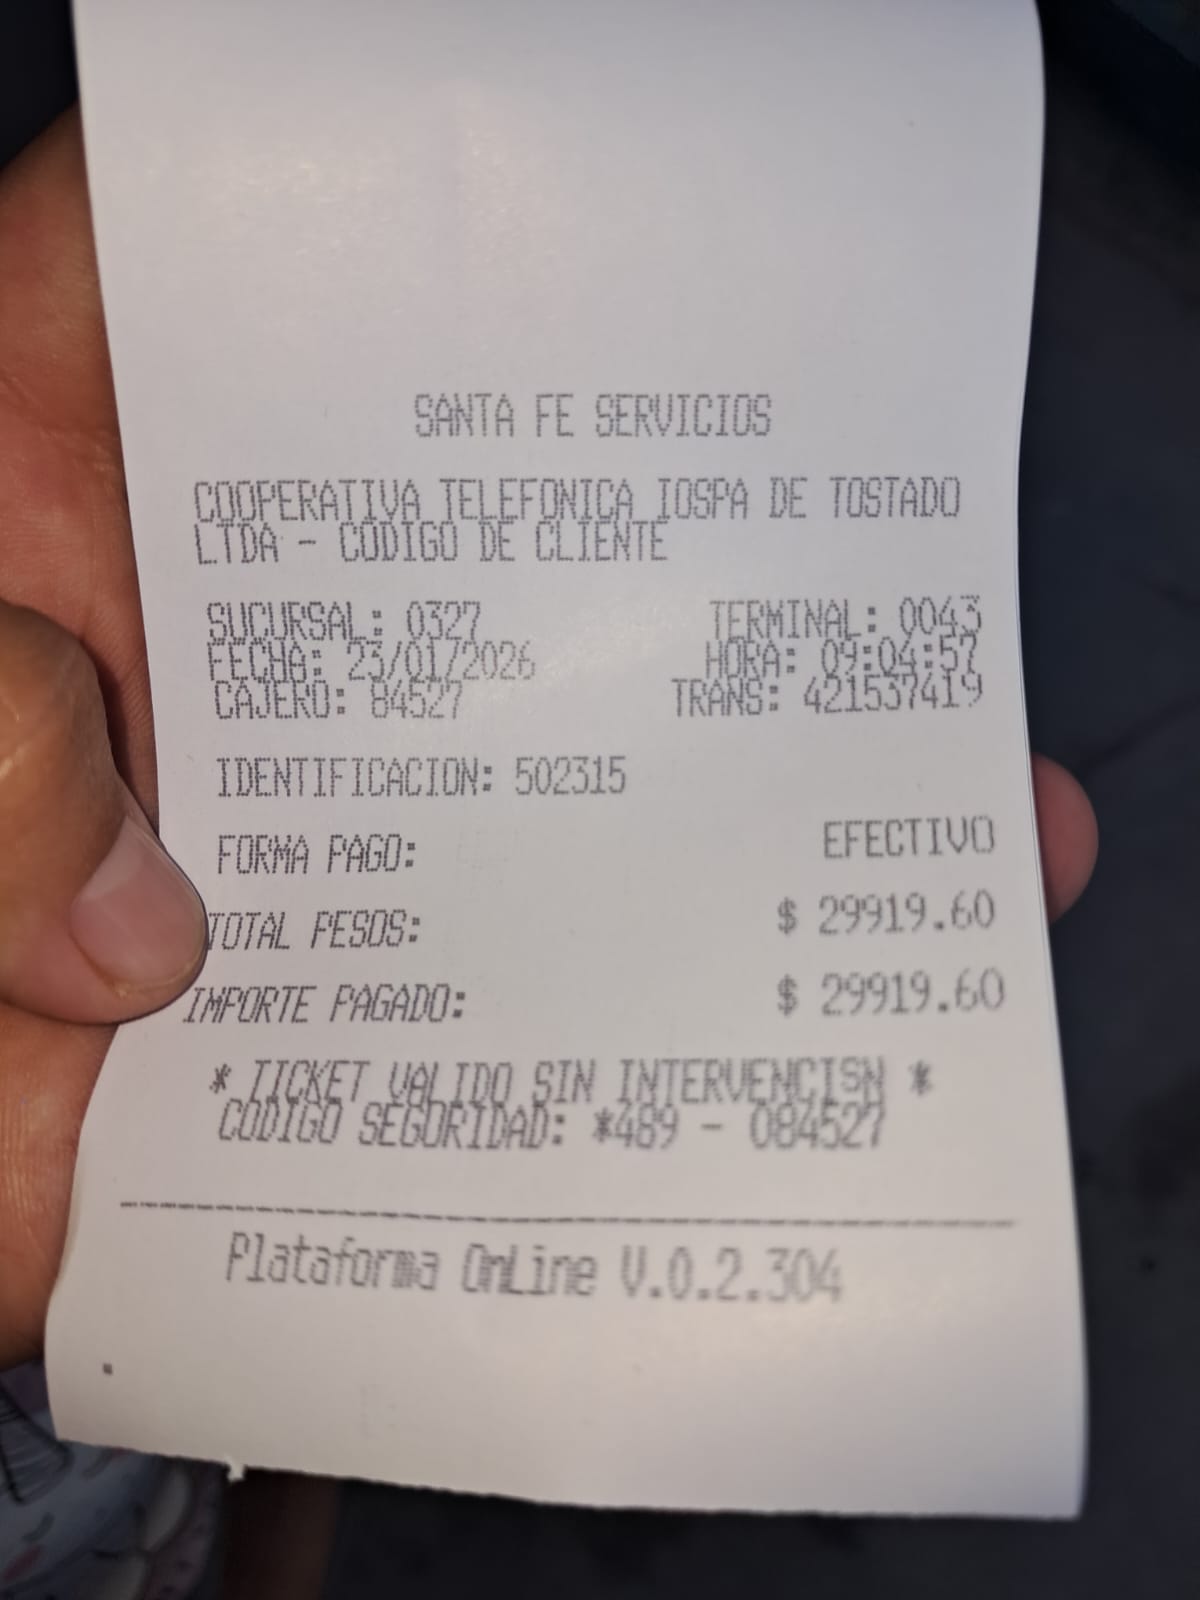 SANTA FE SERVICIOS
COOPERATIVA TELEFONICA IOSPA DE TOSTADO
LTDA - CODIGO DE CLIENTE
SUCURSAL: 0327 TERMINAL: 0043
FECHA: 23/01/2026 HORA: 09:04:57
CAJERO: 84527 TRANS: 421537419
IDENTIFICACION: 502315
FORMA PAGO: EFECTIVO
TOTAL PESOS: $ 29919.60
IMPORTE PAGADO: $ 29919.60
* TICKET VALIDO SIN INTERVENCISN *
CODIGO SEGURIDAD: *489 - 084527
Plataforma OnLine V.0.2.304